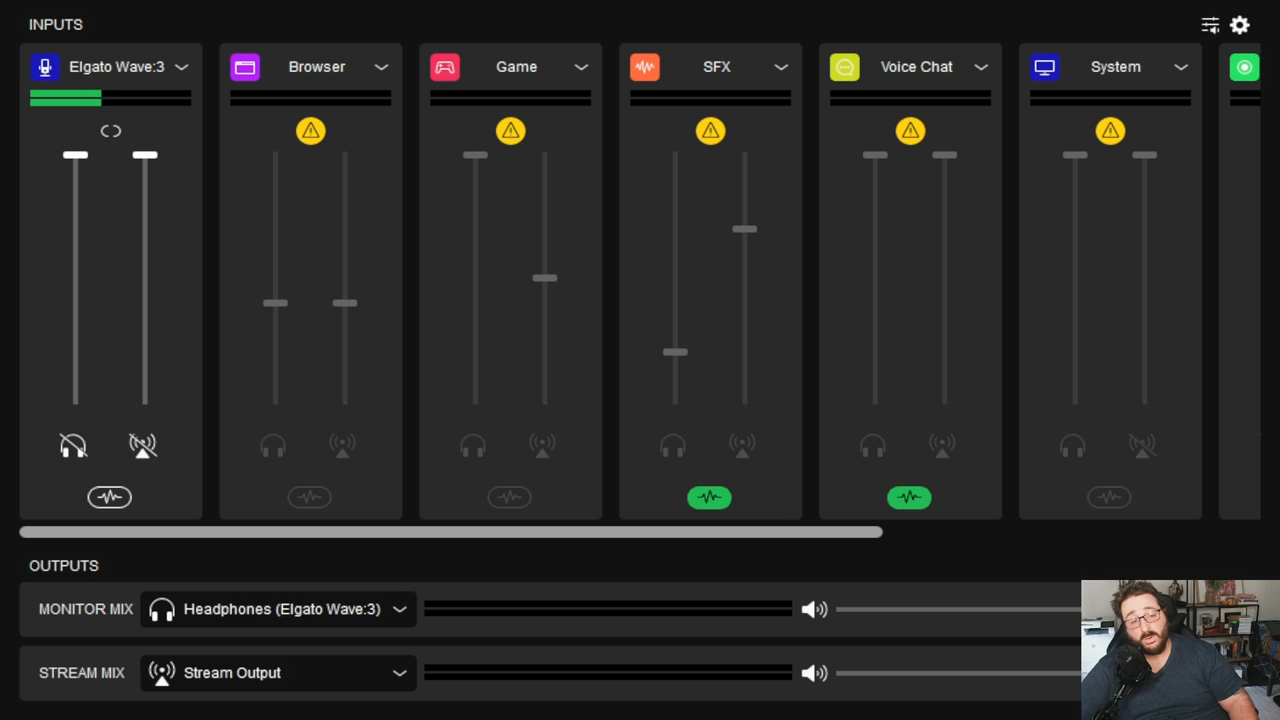 INPUTS
Elgato Wave:3
Browser
Game
SFX
Voice Chat
System
OUTPUTS
MONITOR MIX
Headphones (Elgato Wave:3)
STREAM MIX
Stream Output